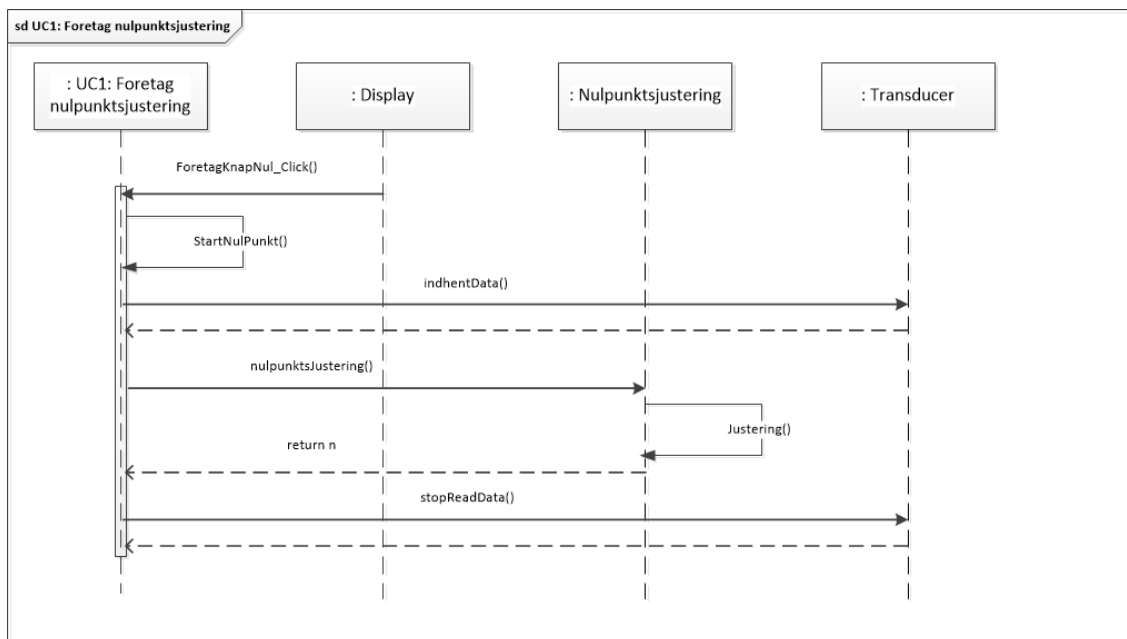 sd UC1: Foretag nulpunktsjustering
: UC1: Foretag
nulpunktsjustering
: Display
: Nulpunktsjustering
: Transducer
ForetagKnapNul_Click()
StartNulPunkt()
indhentData()
nulpunktsJustering()
Justering()
return n
stopReadData()